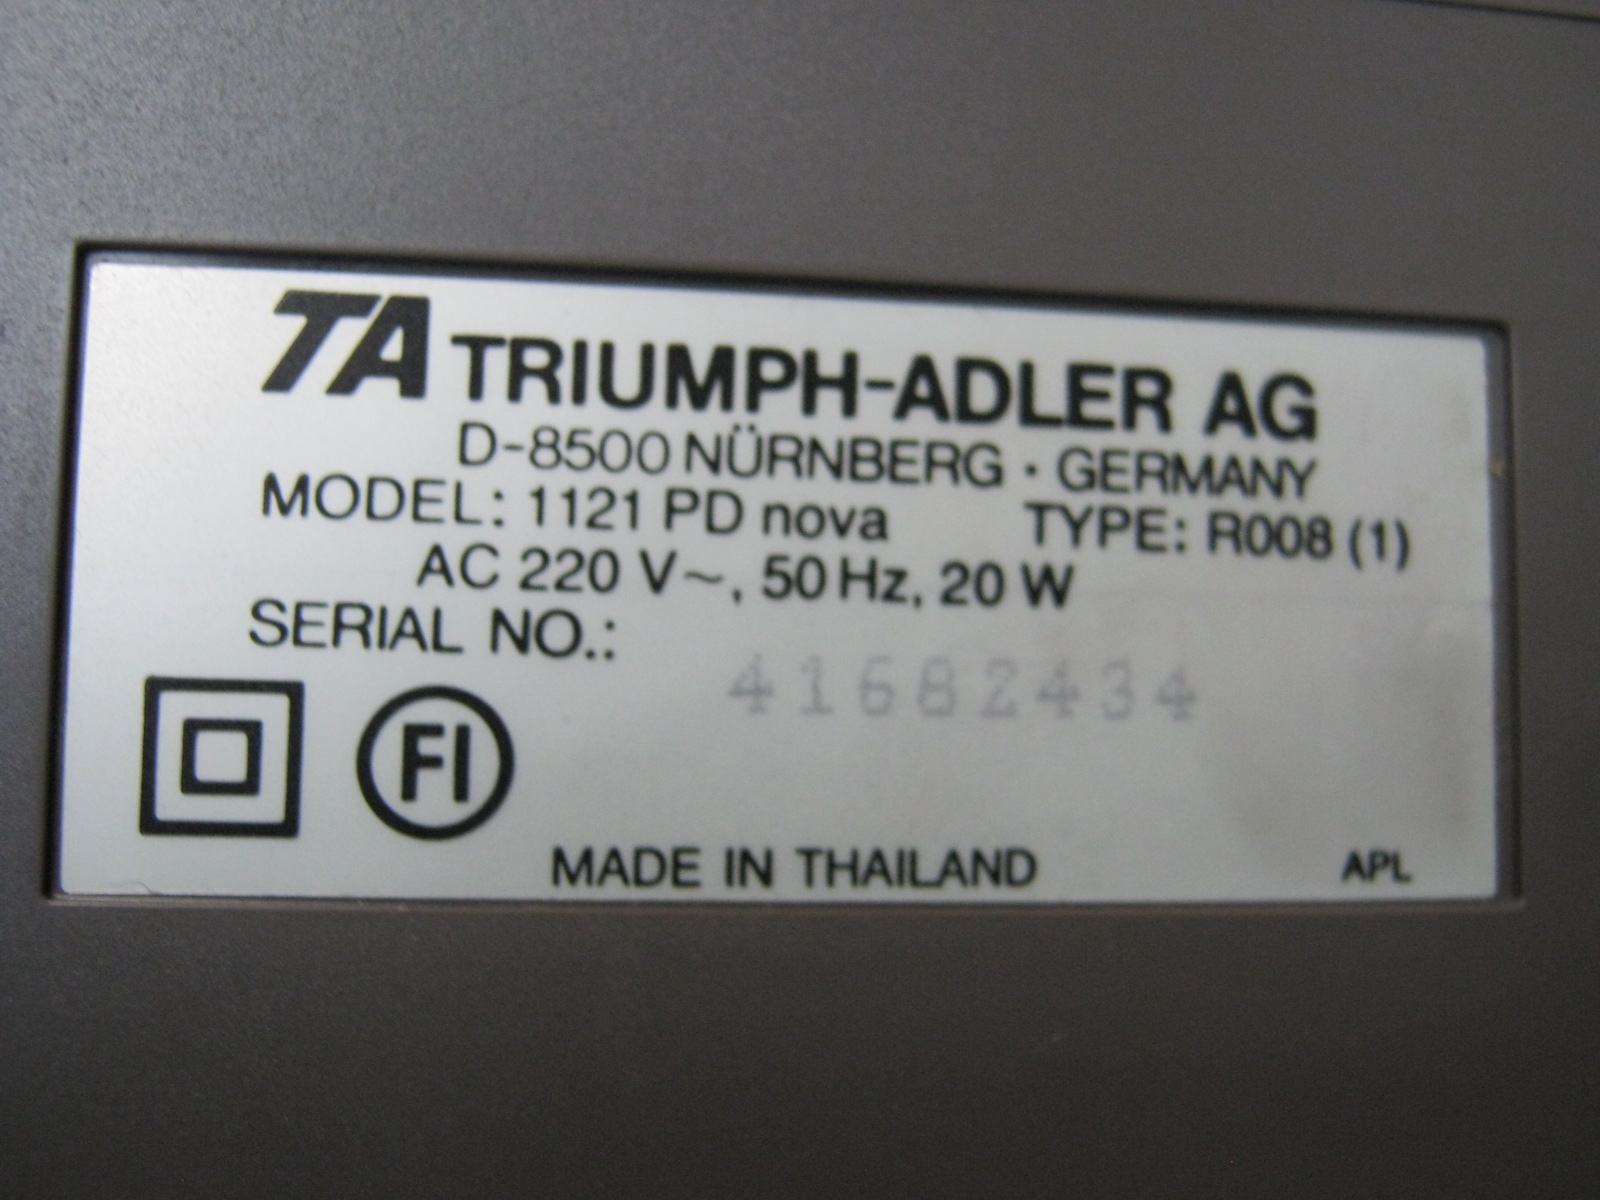 TA TRIUMPH-ADLER AG
D-8500 NÜRNBERG · GERMANY
MODEL: 1121 PD nova TYPE: R008 (1)
AC 220 V~, 50 Hz, 20 W
SERIAL NO.:
41682434
FI
MADE IN THAILAND APL